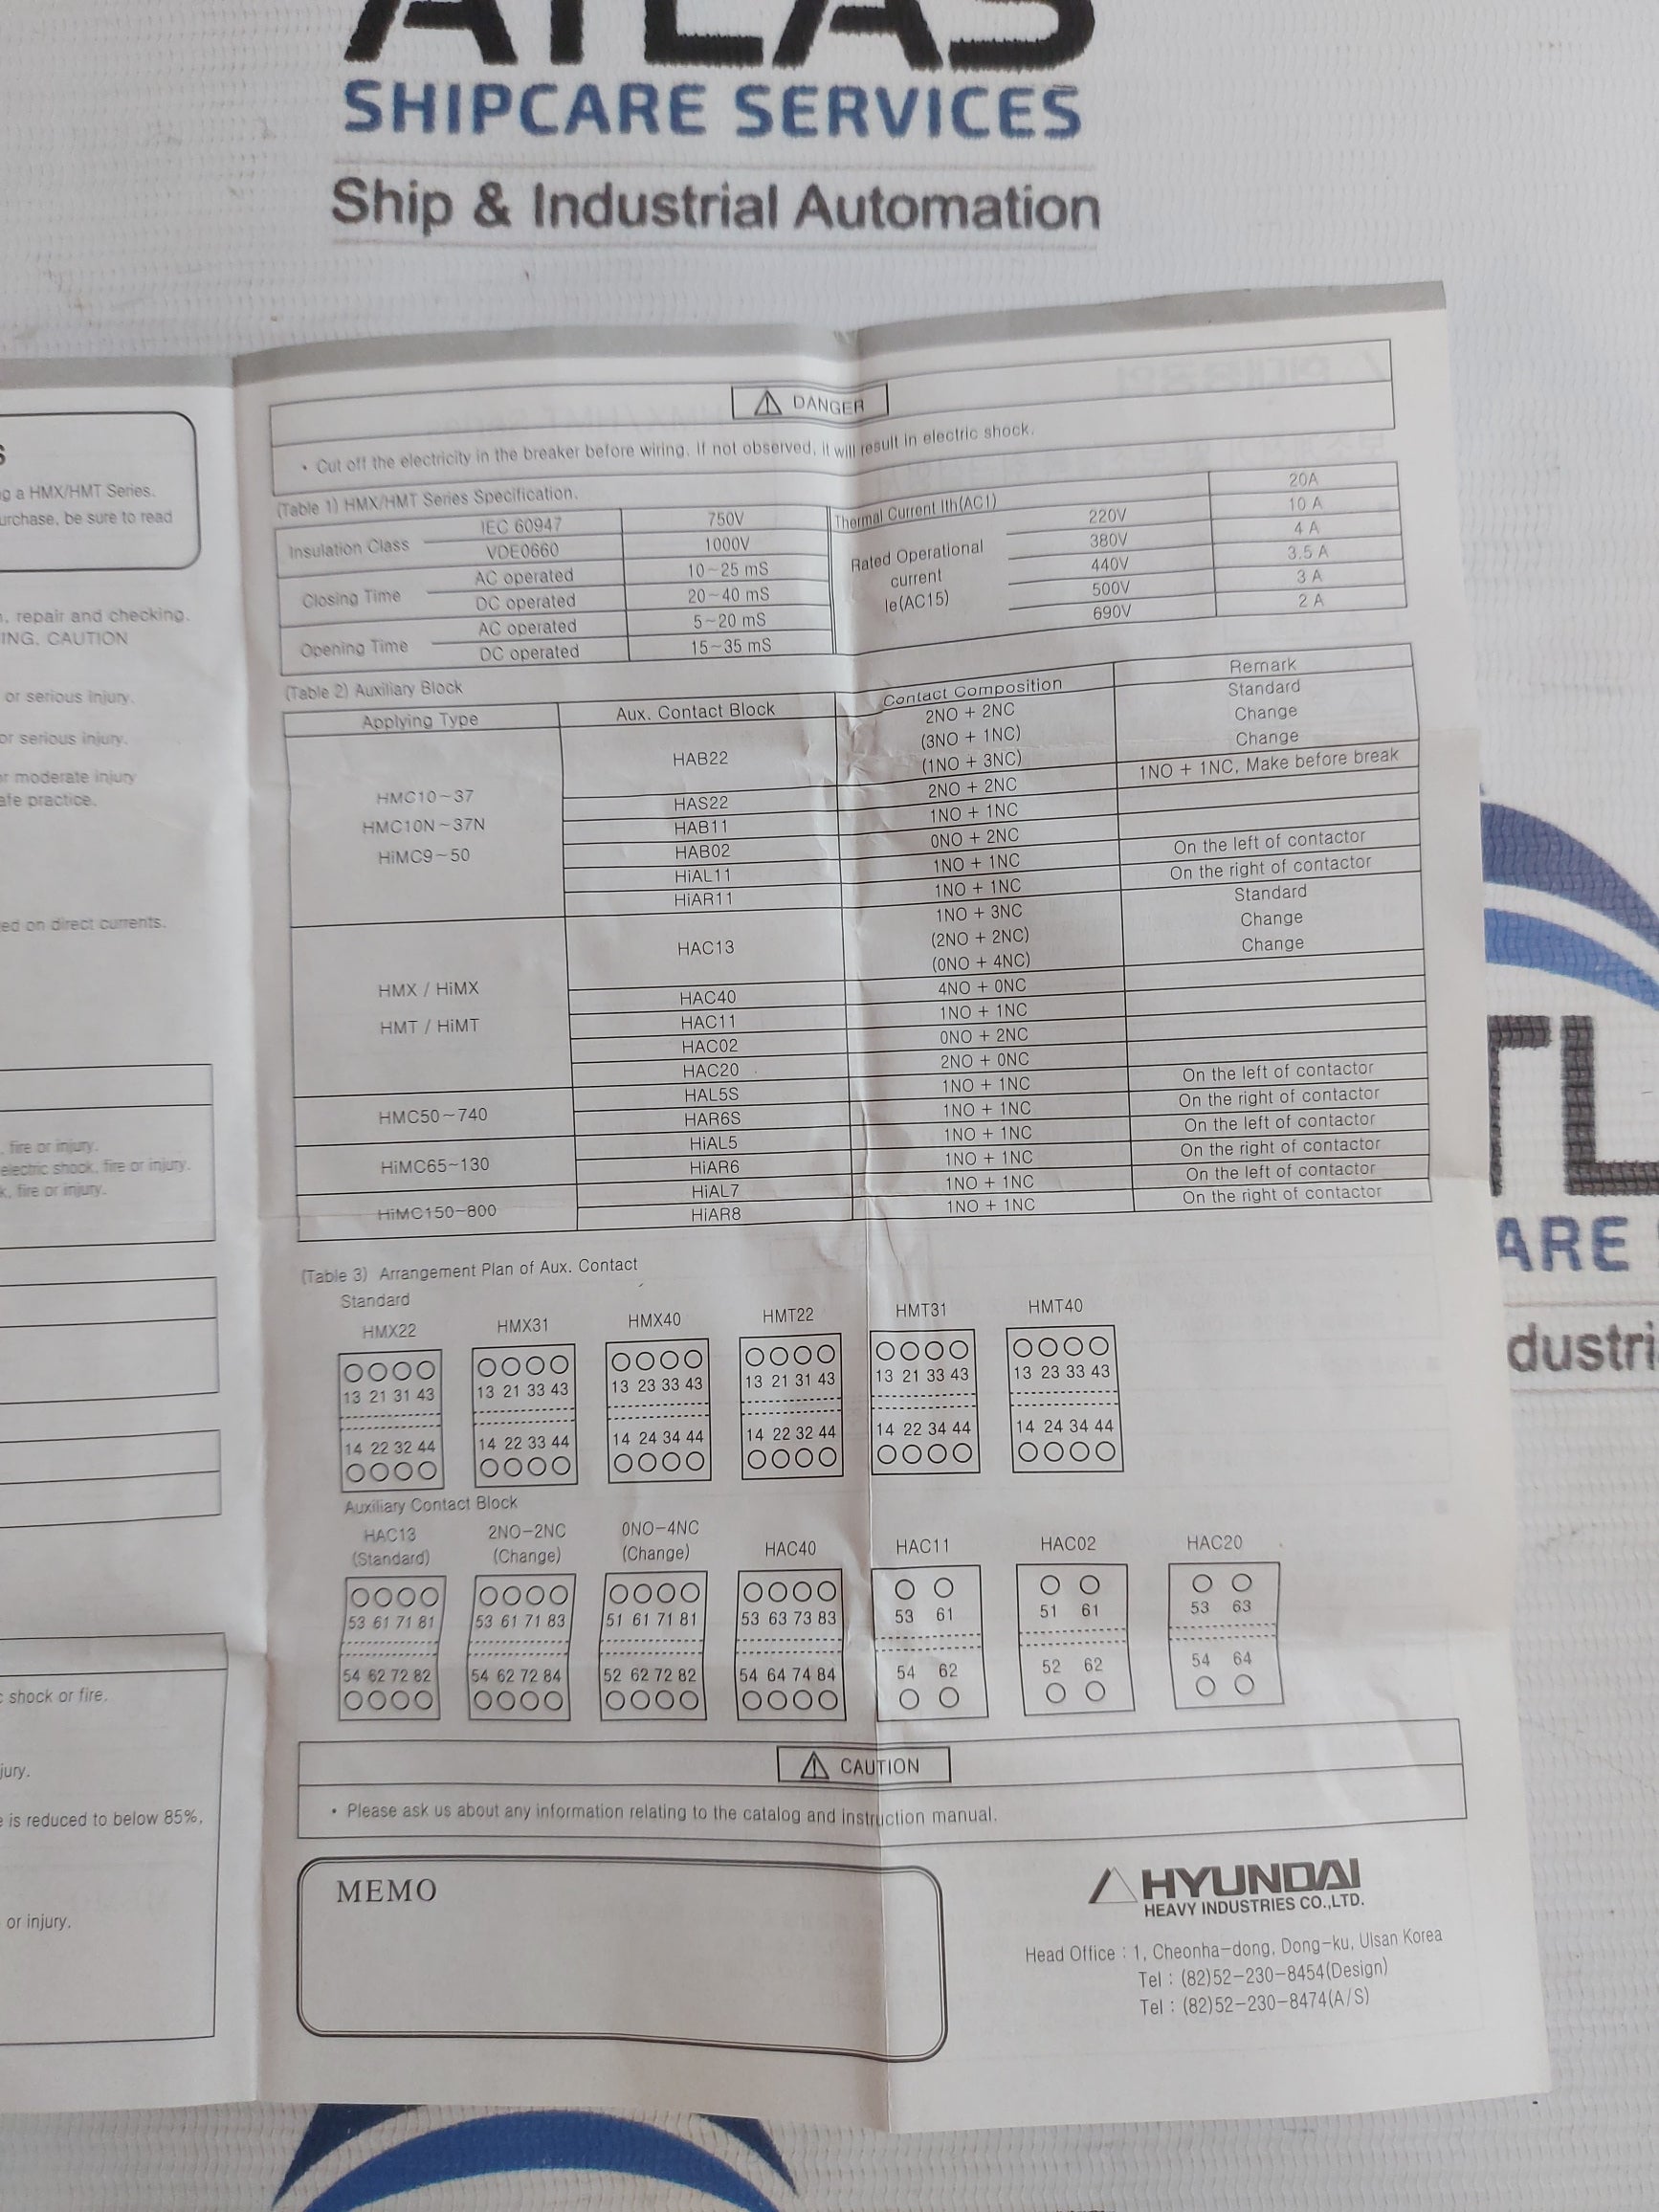 ATLAS
SHIPCARE SERVICES
Ship & Industrial Automation
DANGER
• Cut off the electricity in the breaker before wiring. If not observed, it will result in electric shock.
(Table 1) HMX/HMT Series Specification.
Insulation Class IEC 60947 750V
VDE0660 1000V
Closing Time AC operated 10~25 mS
DC operated 20~40 mS
Opening Time AC operated 5~20 mS
DC operated 15~35 mS
Thermal Current Ith(AC1) 20A
Rated Operational current Ie(AC15) 220V 10 A
380V 4 A
440V 3.5 A
500V 3 A
690V 2 A
(Table 2) Auxiliary Block
Applying Type Aux. Contact Block Contact Composition Remark
HMC10~37
HMC10N~37N
HiMC9~50
HAB22 2NO + 2NC Standard
(3NO + 1NC) Change
(1NO + 3NC) Change
HAS22 2NO + 2NC 1NO + 1NC, Make before break
HAB11 1NO + 1NC
HAB02 0NO + 2NC
HiAL11 1NO + 1NC On the left of contactor
HiAR11 1NO + 1NC On the right of contactor
HMX / HiMX
HMT / HiMT
HAC13 1NO + 3NC Standard
(2NO + 2NC) Change
(0NO + 4NC) Change
HAC40 4NO + 0NC
HAC11 1NO + 1NC
HAC02 0NO + 2NC
HAC20 2NO + 0NC
HMC50~740 HAL5S 1NO + 1NC On the left of contactor
HAR6S 1NO + 1NC On the right of contactor
HiMC65~130 HiAL5 1NO + 1NC On the left of contactor
HiAR6 1NO + 1NC On the right of contactor
HiMC150~800 HiAL7 1NO + 1NC On the left of contactor
HiAR8 1NO + 1NC On the right of contactor
(Table 3) Arrangement Plan of Aux. Contact
Standard
HMX22 HMX31 HMX40 HMT22 HMT31 HMT40
13 21 31 43 13 21 33 43 13 23 33 43 13 21 31 43 13 21 33 43 13 23 33 43
14 22 32 44 14 22 33 44 14 24 34 44 14 22 32 44 14 22 34 44 14 24 34 44
Auxiliary Contact Block
HAC13 2NO-2NC 0NO-4NC HAC40 HAC11 HAC02 HAC20
(Standard) (Change) (Change)
53 61 71 81 53 61 71 83 51 61 71 81 53 63 73 83 53 61 51 61 53 63
54 62 72 82 54 62 72 84 52 62 72 82 54 64 74 84 54 62 52 62 54 64
CAUTION
• Please ask us about any information relating to the catalog and instruction manual.
MEMO
HYUNDAI
HEAVY INDUSTRIES CO.,LTD.
Head Office : 1, Cheonha-dong, Dong-ku, Ulsan Korea
Tel : (82)52-230-8454(Design)
Tel : (82)52-230-8474(A/S)
S
g a HMX/HMT Series.
urchase, be sure to read
, repair and checking.
ING, CAUTION
or serious injury.
or serious injury.
or moderate injury
afe practice.
ed on direct currents.
fire or injury.
electric shock, fire or injury.
k, fire or injury.
c shock or fire.
jury.
e is reduced to below 85%,
or injury.
TL
ARE
dustri